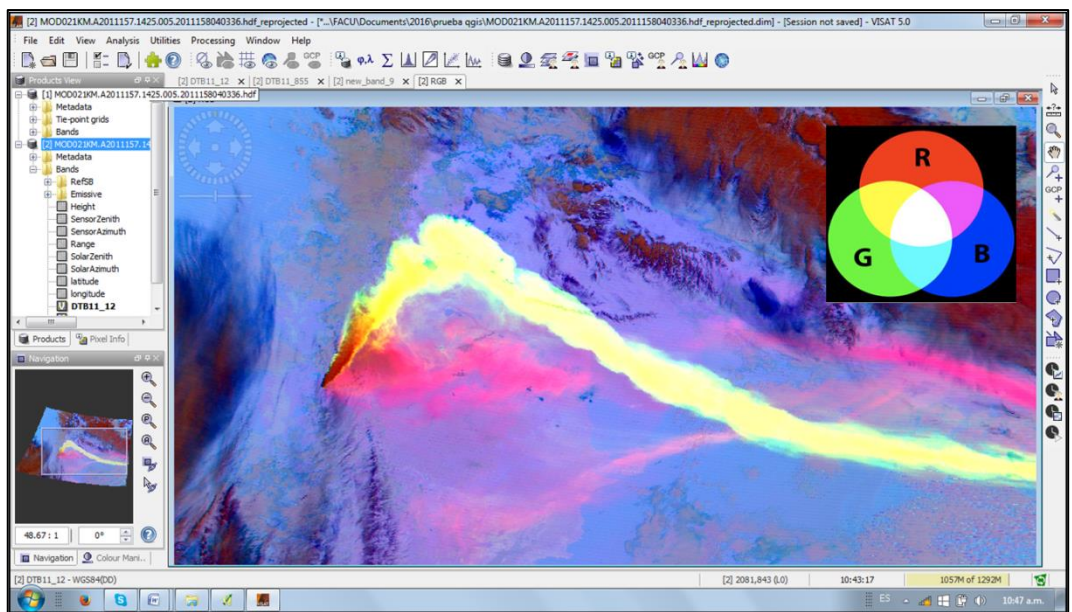 [2] MOD021KM.A2011157.1425.005.2011158040336.hdf_reprojected - ["...\FACU\Documents\2016\prueba qgis\MOD021KM.A2011157.1425.005.2011158040336.hdf_reprojected.dim] - [Session not saved] - VISAT 5.0
File Edit View Analysis Utilities Processing Window Help
GCP φ,λ Σ GCP
Products View
[2] DTB11_12 [2] DTB11_855 [2] new_band_9 [2] RGB
[1] MOD021KM.A2011157.1425.005.2011158040336.hdf
Metadata
Tie-point grids
Bands
[2] MOD021KM.A2011157.14
Metadata
Bands
RefSB
Emissive
Height
SensorZenith
SensorAzimuth
Range
SolarZenith
SolarAzimuth
latitude
longitude
DTB11_12
Products Pixel Info
Navigation
48.67 : 1 0°
Navigation Colour Mani...
R
G B
GCP
[2] DTB11_12 - WGS84(DD) [2] 2081,843 (L0) 10:43:17 1057M of 1292M
ES 10:47 a.m.